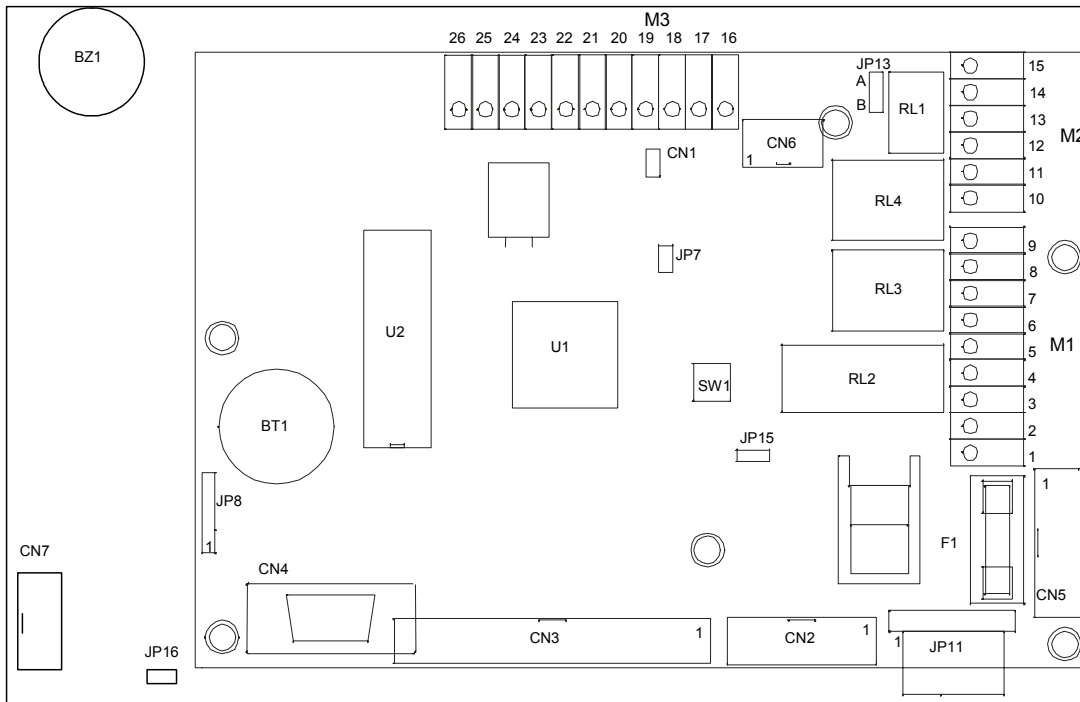 M3
BZ1
26 25 24 23 22 21 20 19 18 17 16
JP13
A
B
RL1
15
14
13
12
11
10
M2
CN6
1
CN1
RL4
JP7
RL3
9
8
7
6
5
4
3
2
1
M1
U2
U1
SW1
RL2
BT1
JP15
JP8
1
F1
1
CN5
CN7
CN4
CN3
1
CN2
1
1
JP11
JP16